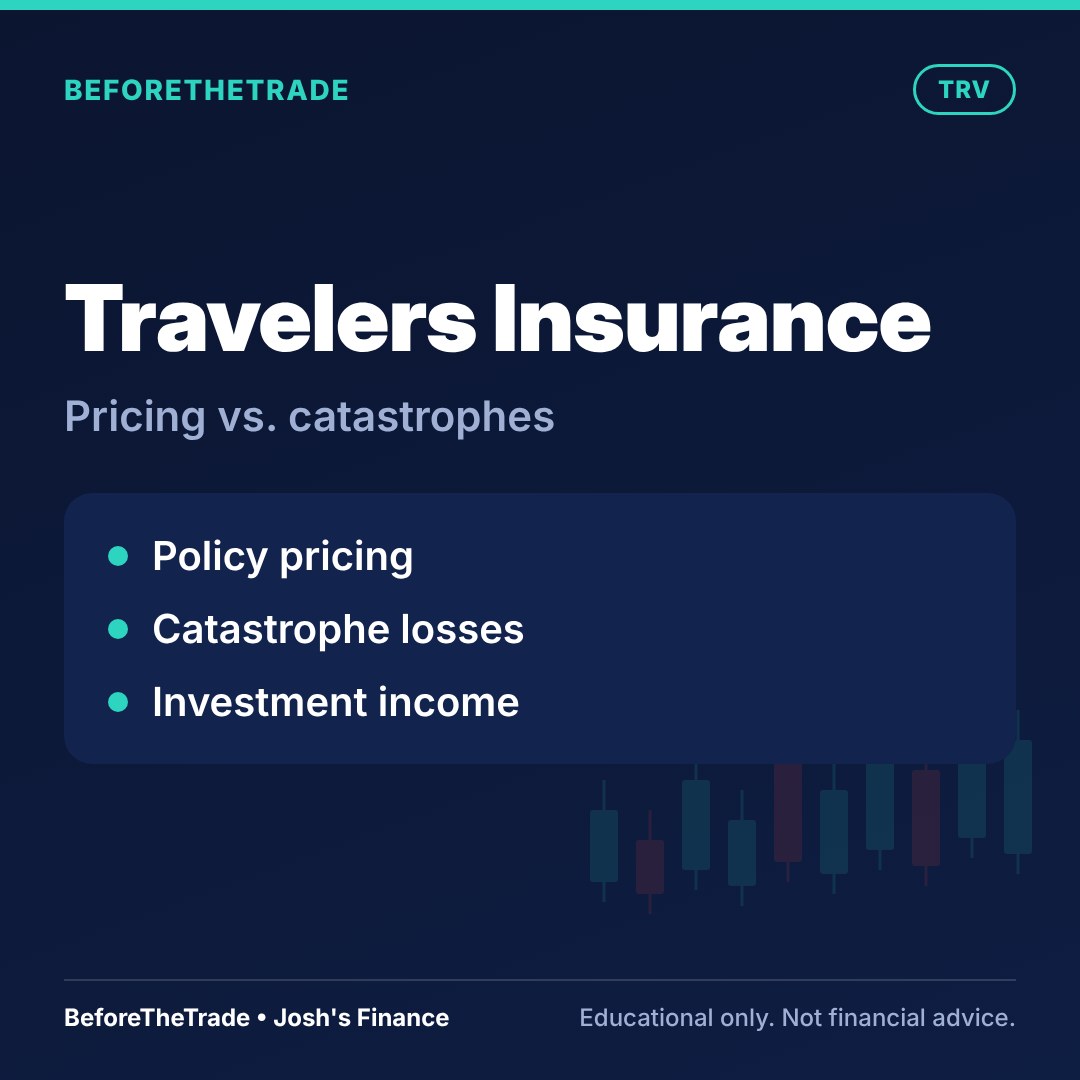 BEFORETHETRADE
TRV
Travelers Insurance
Pricing vs. catastrophes
Policy pricing
Catastrophe losses
Investment income
BeforeTheTrade • Josh's Finance
Educational only. Not financial advice.